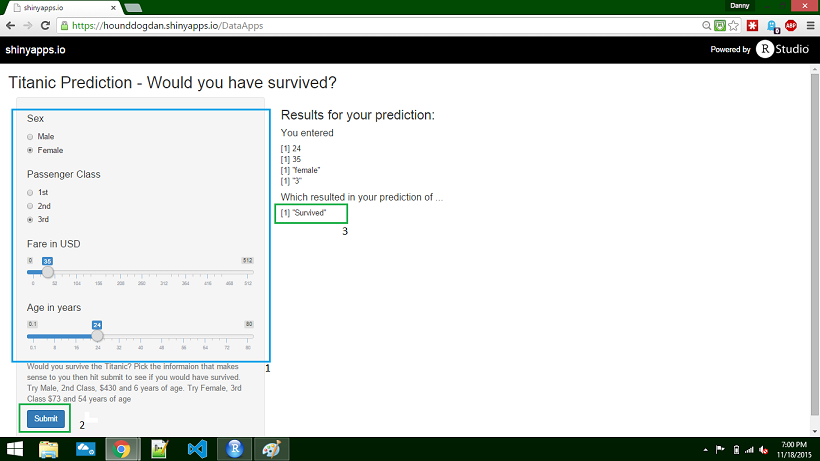 Danny
shinyapps.io
https://hounddogdan.shinyapps.io/DataApps
ABP
shinyapps.io
Powered by R Studio
Titanic Prediction - Would you have survived?
Sex
Male
Female
Passenger Class
1st
2nd
3rd
Fare in USD
0 35 512
0 52 104 156 208 260 312 364 416 468 512
Age in years
0.1 24 80
0.1 8 16 24 32 40 48 56 64 72 80
1
Would you survive the Titanic? Pick the informaion that makes
sense to you then hit submit to see if you would have survived.
Try Male, 2nd Class, $430 and 6 years of age. Try Female, 3rd
Class $73 and 54 years of age
Submit
2
Results for your prediction:
You entered
[1] 24
[1] 35
[1] "female"
[1] "3"
Which resulted in your prediction of ...
[1] "Survived"
3
7:00 PM
11/18/2015